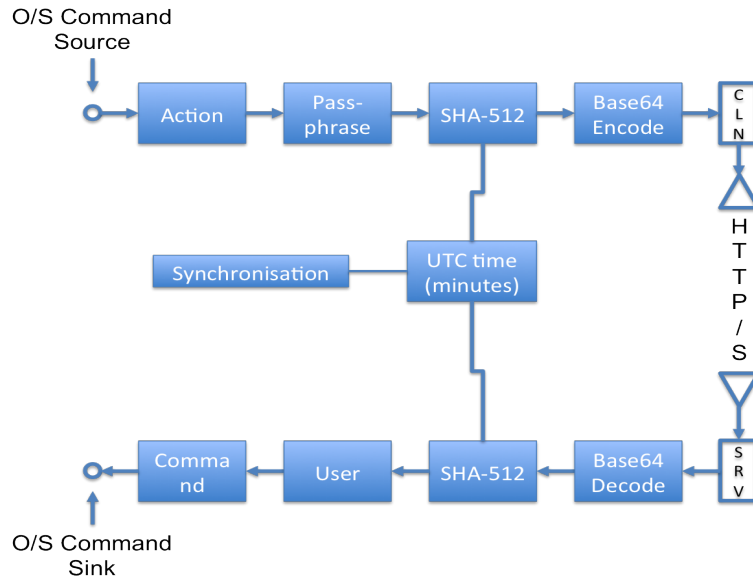 O/S Command
Source
Action
Pass-
phrase
SHA-512
Base64
Encode
C
L
N
H
T
T
P
/
S
Synchronisation
UTC time
(minutes)
Comma
nd
User
SHA-512
Base64
Decode
S
R
V
O/S Command
Sink